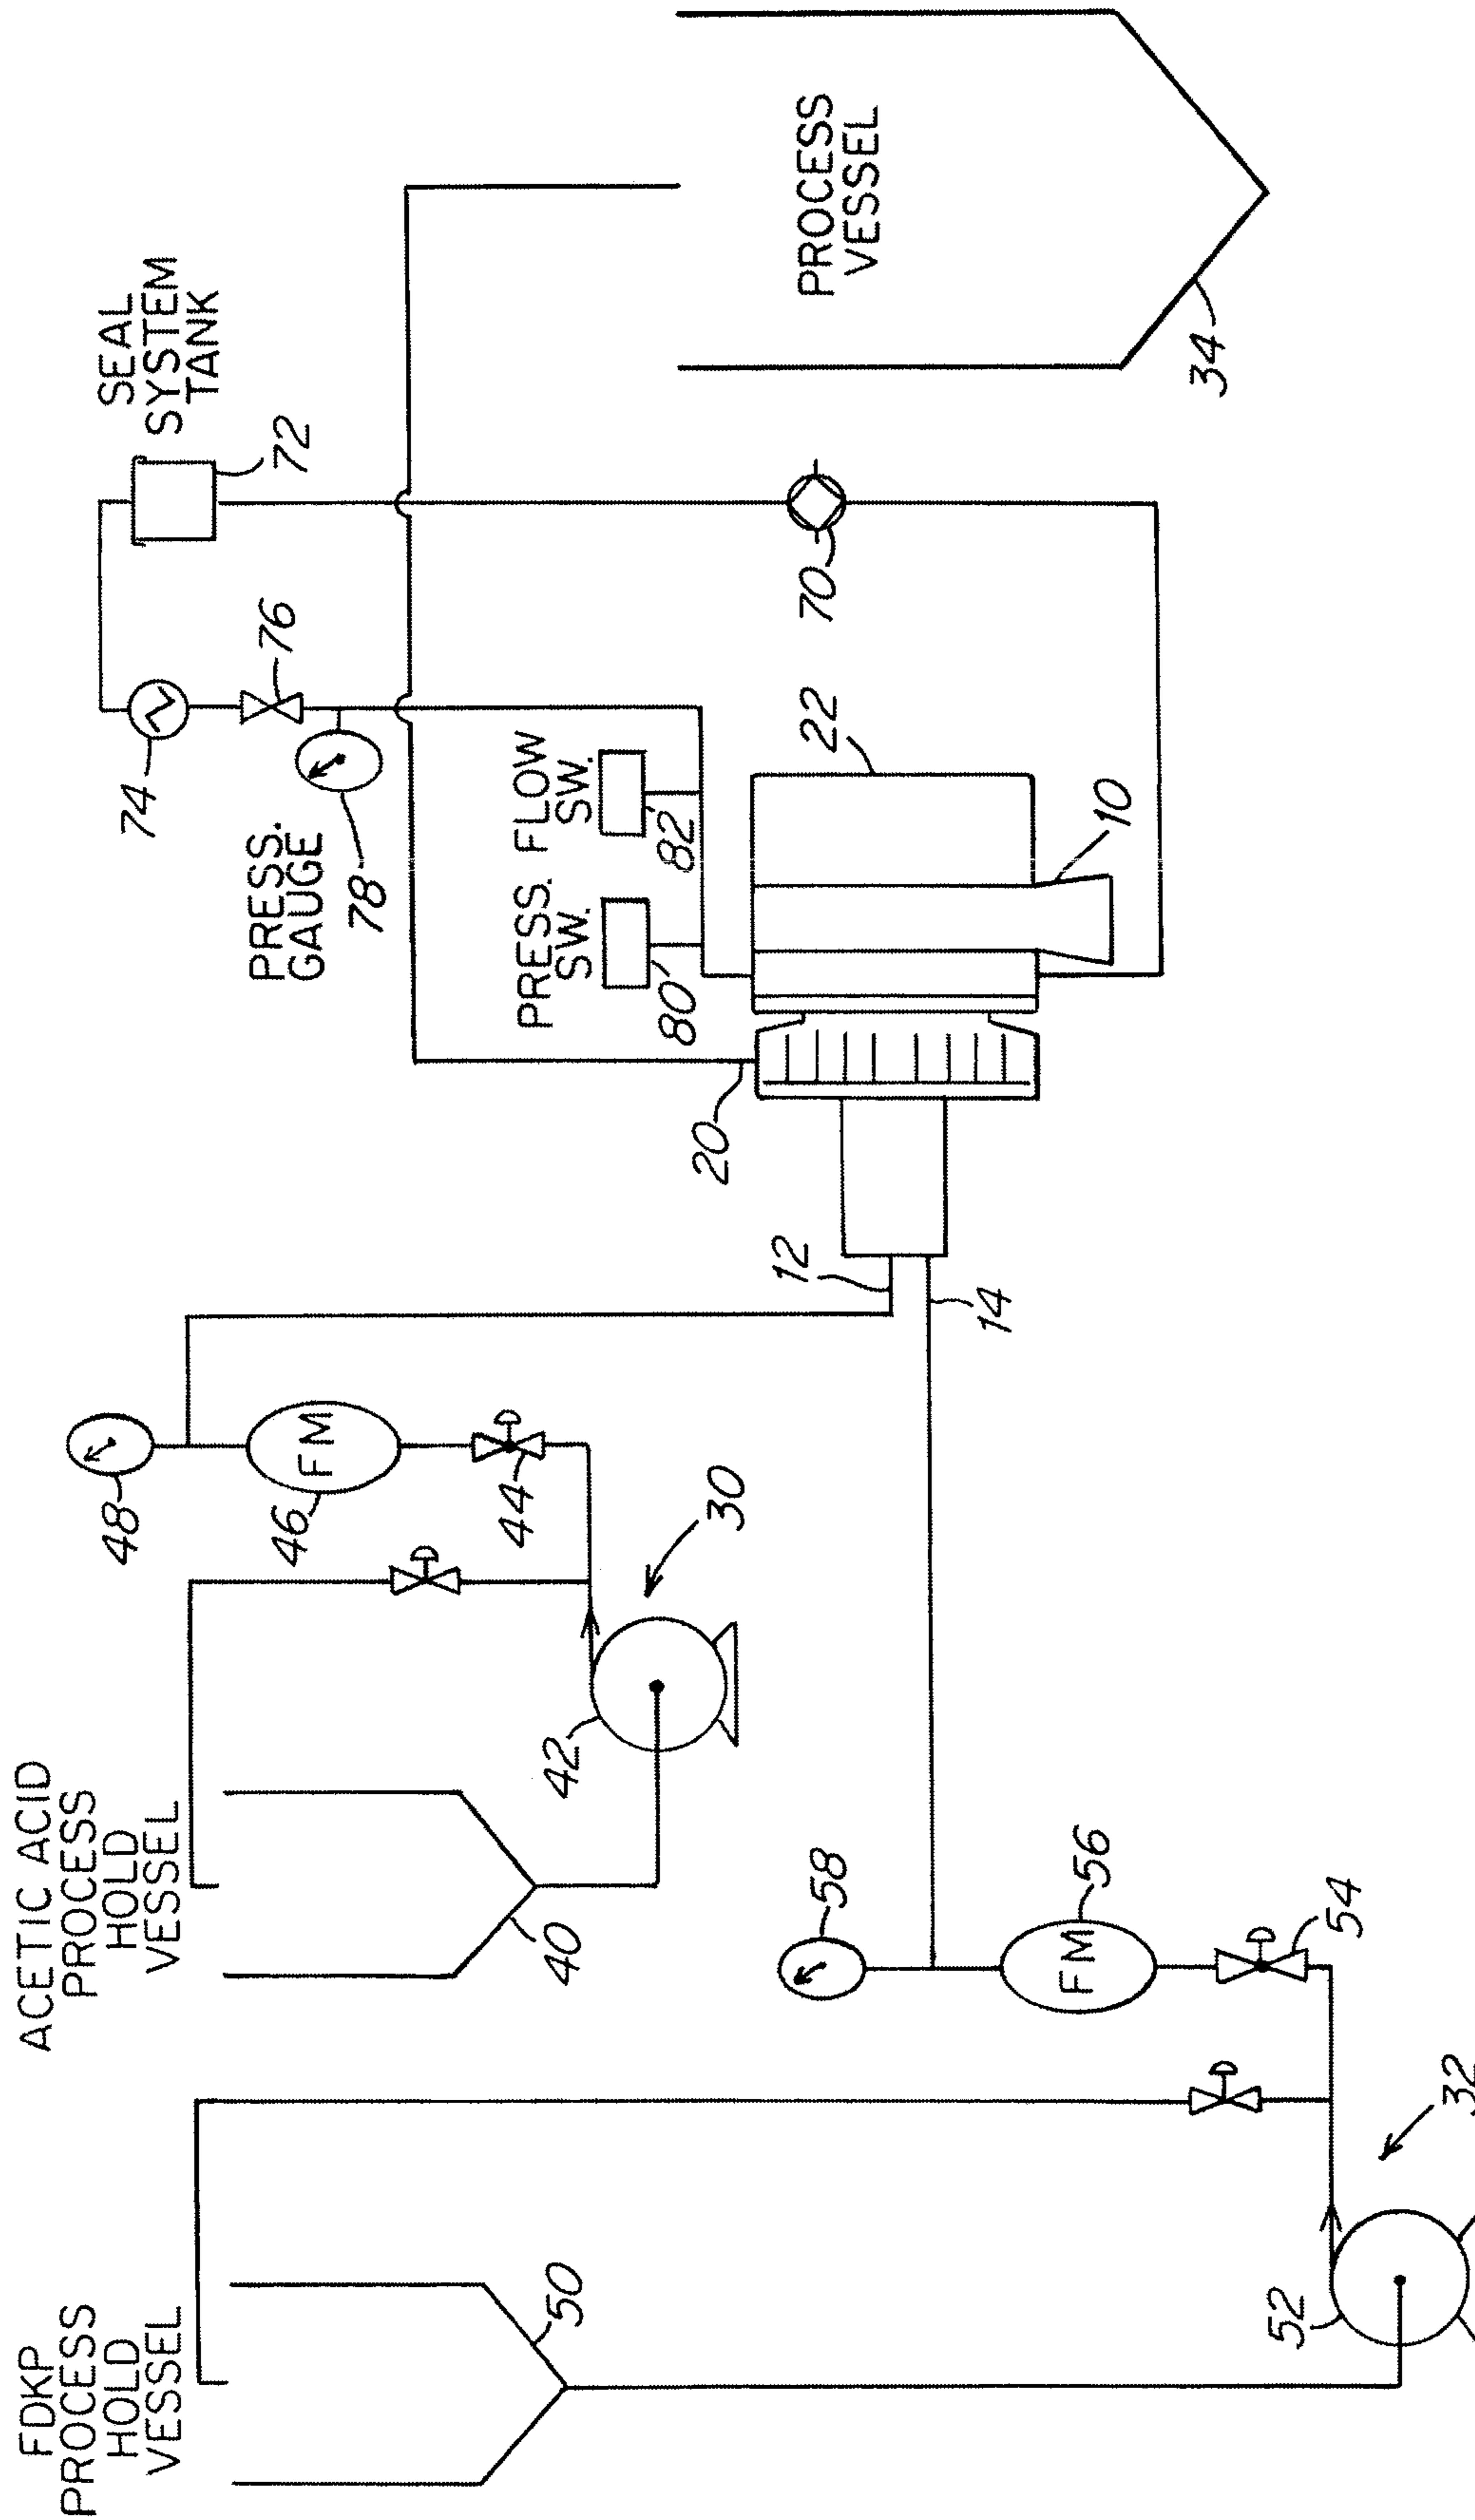 FDKP
PROCESS
HOLD
VESSEL
ACETIC ACID
PROCESS
HOLD
VESSEL
48
46
FM
44
30
42
40
50
52
32
54
56
FM
58
12
14
20
PRESS.
GAUGE
78
74
76
SEAL
SYSTEM
TANK
72
PRESS. FLOW
SW. SW.
80
82
22
10
70
PROCESS
VESSEL
34